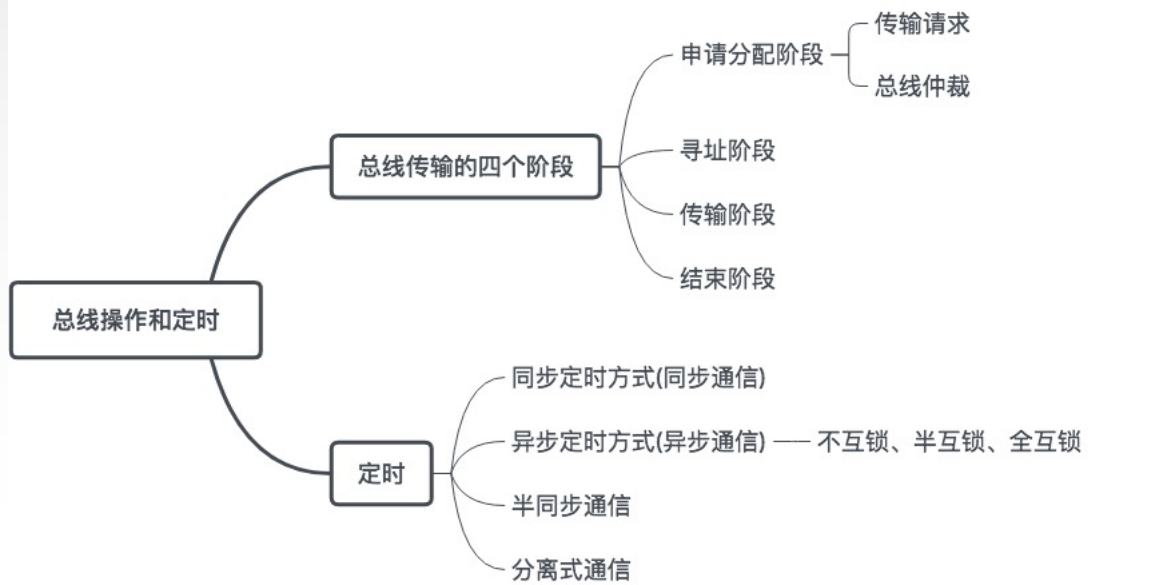 总线操作和定时
总线传输的四个阶段
申请分配阶段
传输请求
总线仲裁
寻址阶段
传输阶段
结束阶段
定时
同步定时方式(同步通信)
异步定时方式(异步通信)
不互锁、半互锁、全互锁
半同步通信
分离式通信